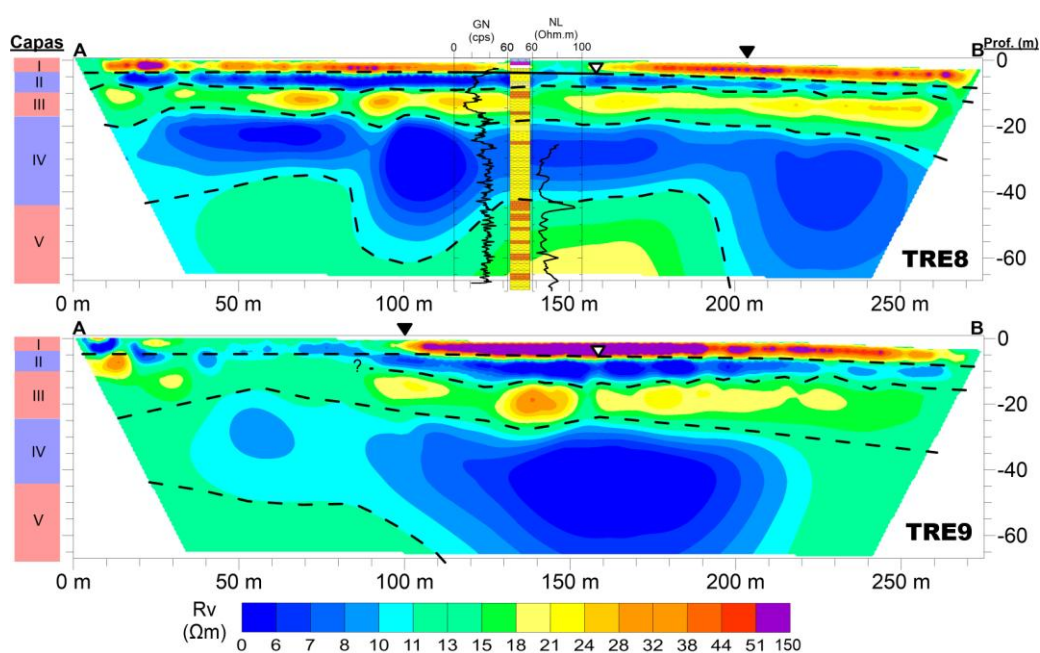 GN NL
(cps) (Ohm.m)
Capas A 0 60 60 100 B Prof. (m)
I 0
II
III
-20
IV
-40
V
-60
TRE8
0 m 50 m 100 m 150 m 200 m 250 m
A B
I 0
II ?
III
-20
IV
-40
V
TRE9
-60
0 m 50 m 100 m 150 m 200 m 250 m
Rv
(Ωm)
0 6 7 8 10 11 13 15 18 21 24 28 32 38 44 51 150